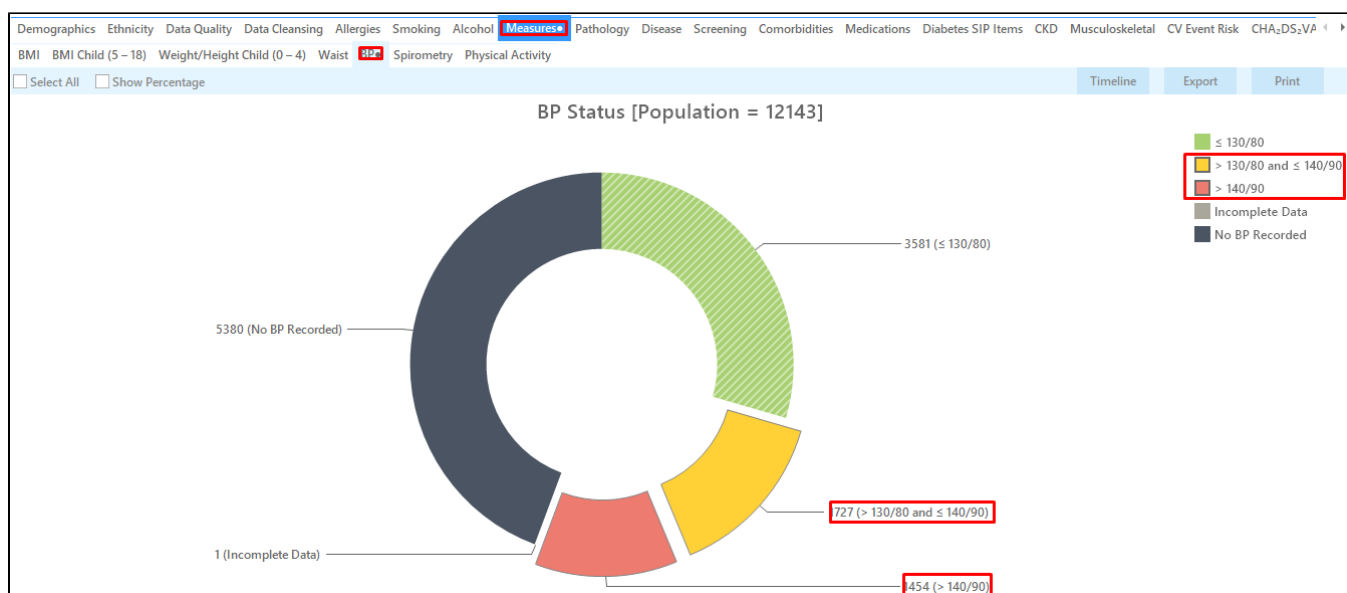 Demographics Ethnicity Data Quality Data Cleansing Allergies Smoking Alcohol Measures Pathology Disease Screening Comorbidities Medications Diabetes SIP Items CKD Musculoskeletal CV Event Risk CHA₂DS₂VA
BMI BMI Child (5 – 18) Weight/Height Child (0 – 4) Waist BP Spirometry Physical Activity
Select All Show Percentage Timeline Export Print
BP Status [Population = 12143]
≤ 130/80
> 130/80 and ≤ 140/90
> 140/90
Incomplete Data
No BP Recorded
3581 (≤ 130/80)
5380 (No BP Recorded)
1727 (> 130/80 and ≤ 140/90)
1 (Incomplete Data)
1454 (> 140/90)